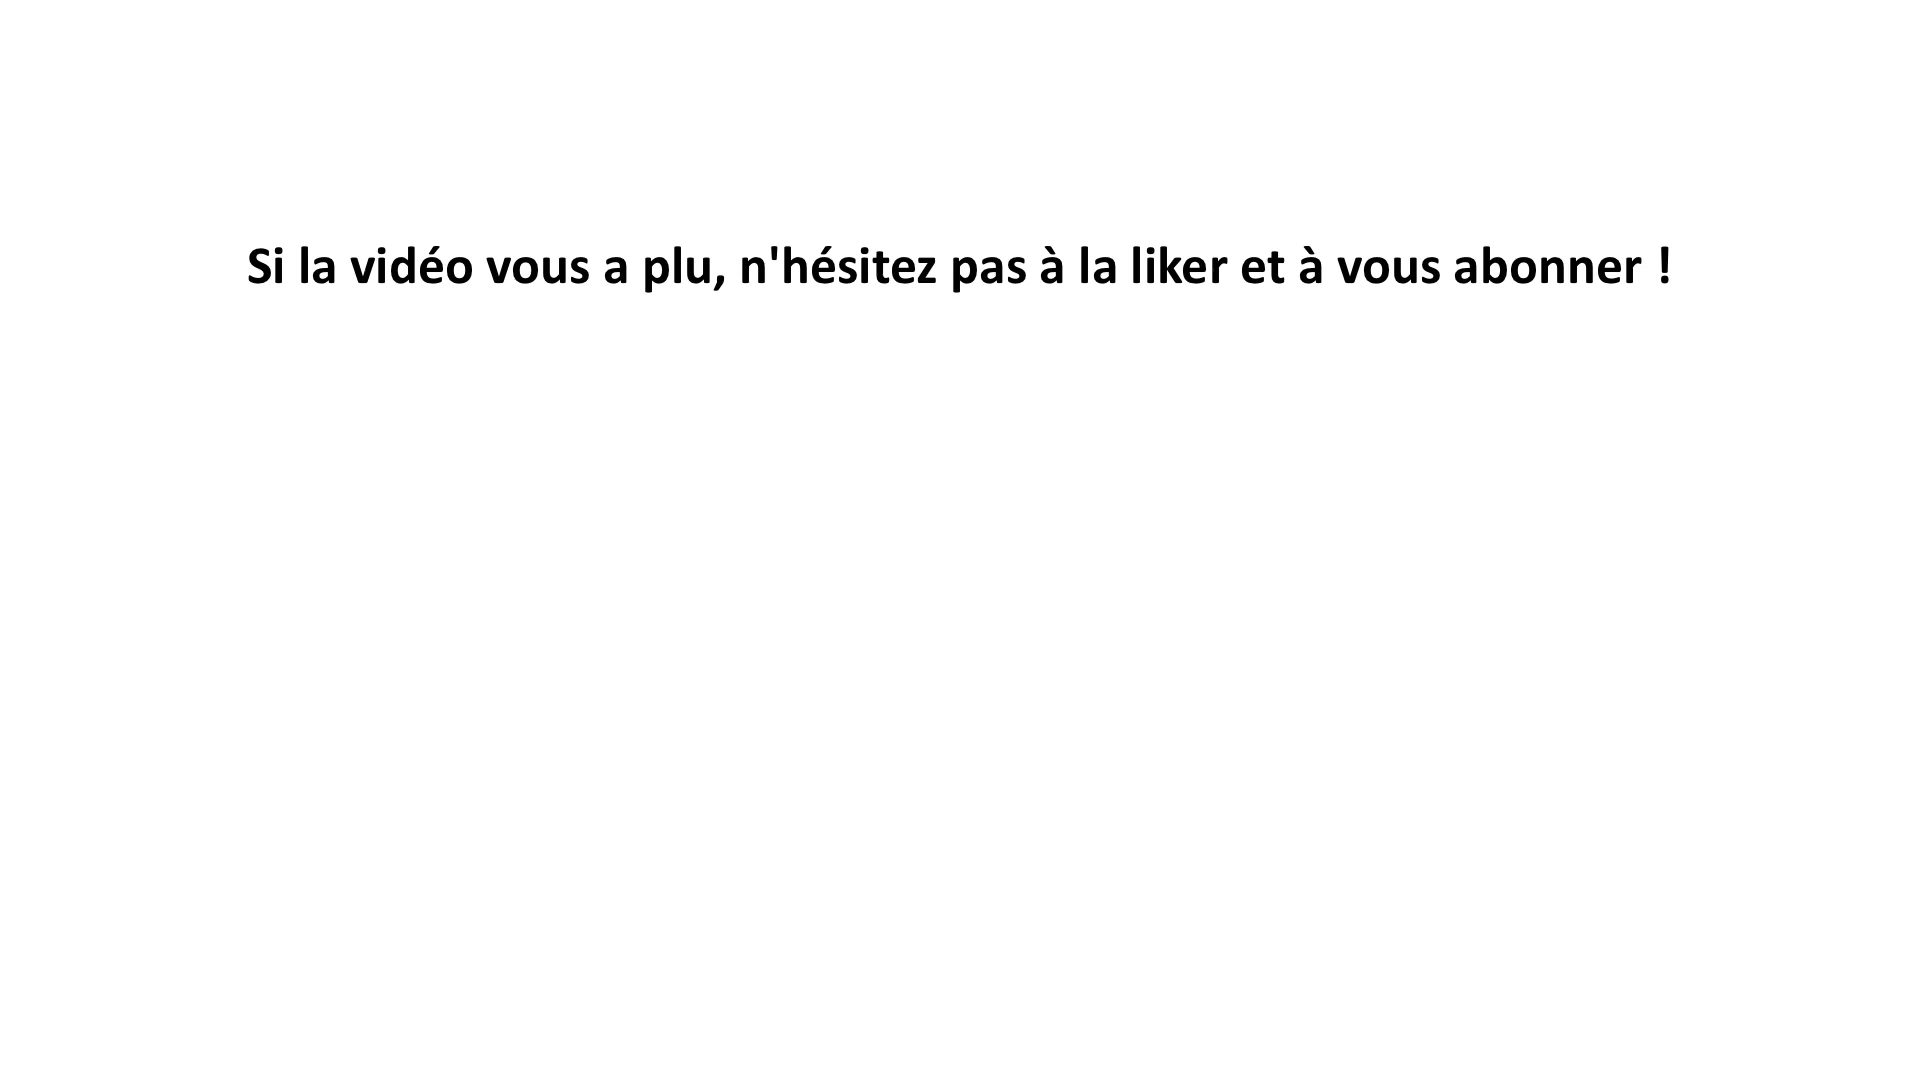 Si la vidéo vous a plu, n'hésitez pas à la liker et à vous abonner !